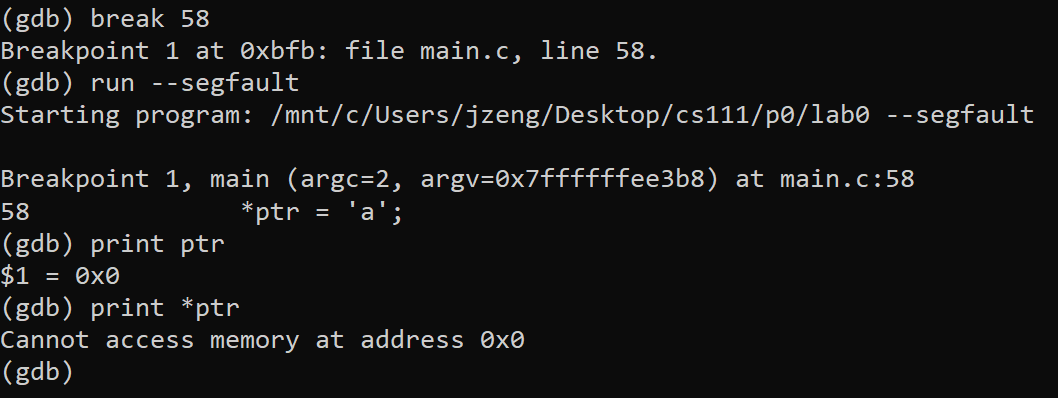 (gdb) break 58
Breakpoint 1 at 0xbfb: file main.c, line 58.
(gdb) run --segfault
Starting program: /mnt/c/Users/jzeng/Desktop/cs111/p0/lab0 --segfault
Breakpoint 1, main (argc=2, argv=0x7ffffffee3b8) at main.c:58
58              *ptr = 'a';
(gdb) print ptr
$1 = 0x0
(gdb) print *ptr
Cannot access memory at address 0x0
(gdb)